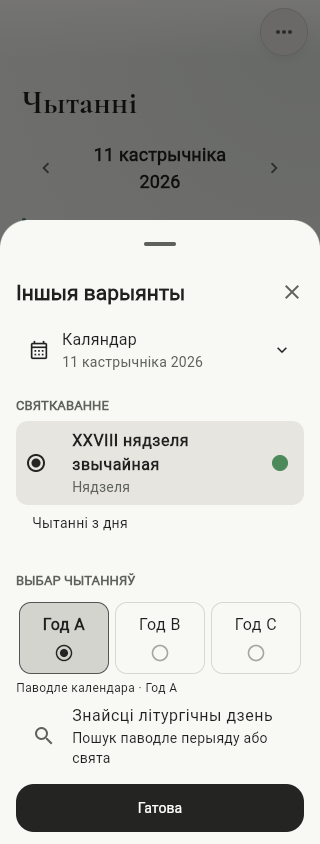 Чытанні
11 кастрычніка
2026
Іншыя варыянты
Каляндар
11 кастрычніка 2026
СВЯТКАВАННЕ
XXVIII нядзеля
звычайная
Нядзеля
Чытанні з дня
ВЫБАР ЧЫТАННЯЎ
Год A
Год B
Год C
Паводле календара · Год A
Знайсці літургічны дзень
Пошук паводле перыяду або
свята
Гатова